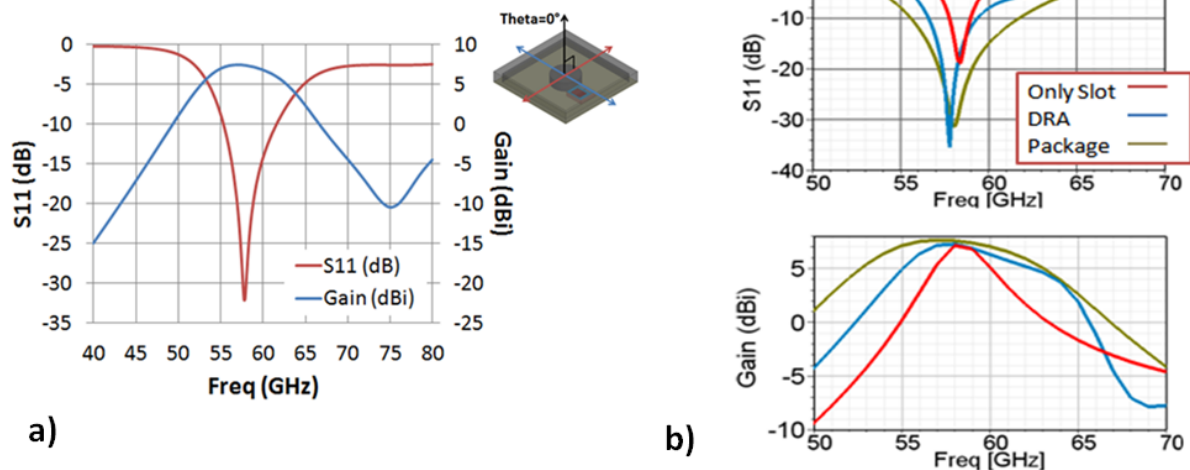 Theta=0°
0
-5
-10
-15
-20
-25
-30
-35
S11 (dB)
10
5
0
-5
-10
-15
-20
-25
Gain (dBi)
S11 (dB)
Gain (dBi)
40 45 50 55 60 65 70 75 80
Freq (GHz)
a)
-10
-20
-30
-40
S11 (dB)
Only Slot
DRA
Package
50 55 60 65 70
Freq [GHz]
5
0
-5
-10
Gain (dBi)
50 55 60 65 70
Freq [GHz]
b)